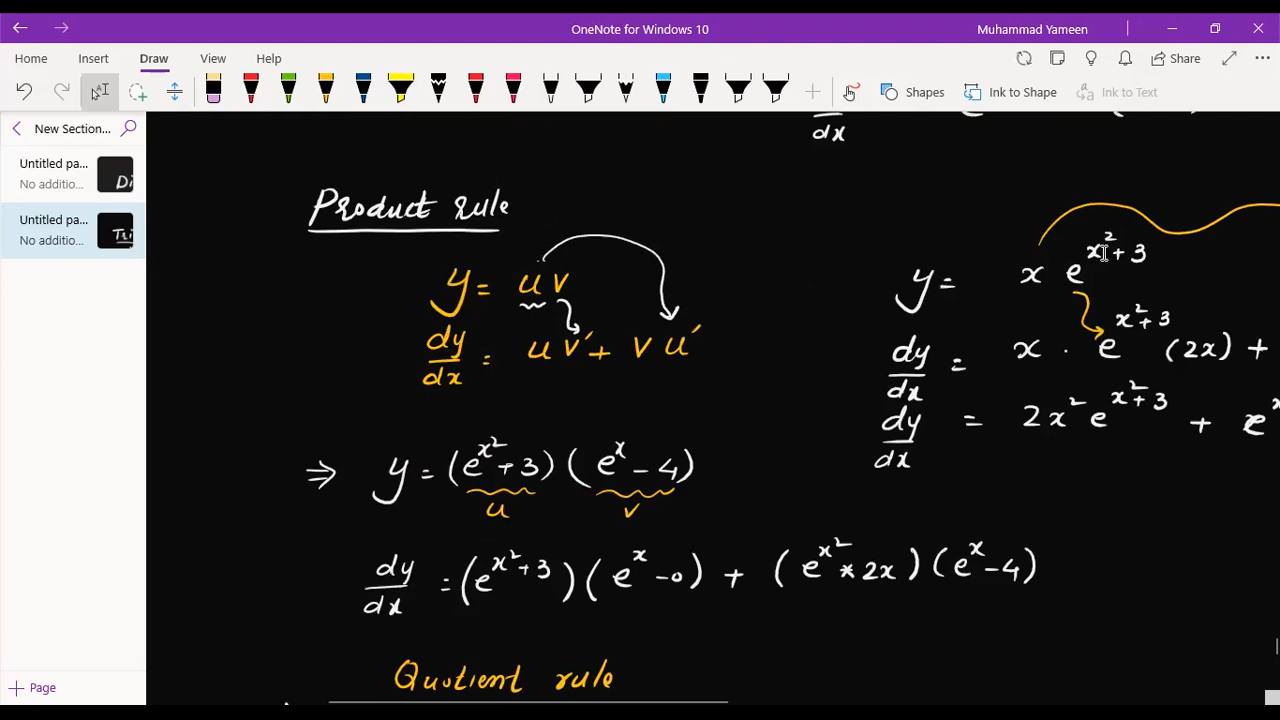 OneNote for Windows 10
Muhammad Yameen
Home Insert Draw View Help
Share
Shapes Ink to Shape Ink to Text
New Section...
Untitled pa...
No additio...
Untitled pa...
No additio...
Page
dx
Product rule
y = uv
dy/dx = u v' + v u'
⇒ y = (e^x² + 3) (e^x - 4)
u v
dy/dx = (e^x²+3) (e^x - 0) + (e^x² * 2x) (e^x - 4)
Quotient rule
y = x e^x²+3
dy/dx = x · e^x²+3 (2x) +
dy/dx = 2x² e^x²+3 +